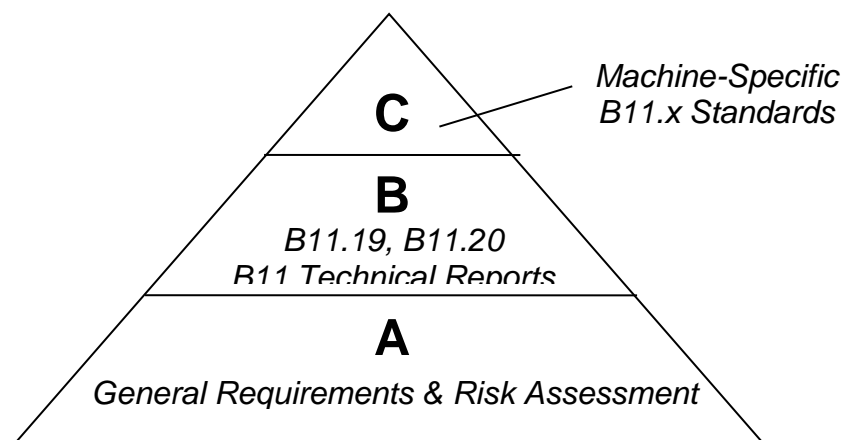 C
Machine-Specific
B11.x Standards
B
B11.19, B11.20
B11 Technical Reports
A
General Requirements & Risk Assessment